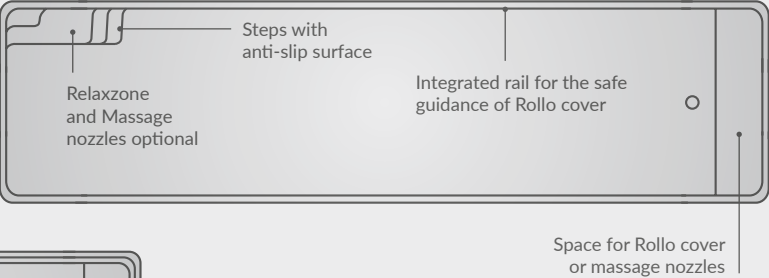 Steps with
anti-slip surface
Relaxzone
and Massage
nozzles optional
Integrated rail for the safe
guidance of Rollo cover
Space for Rollo cover
or massage nozzles